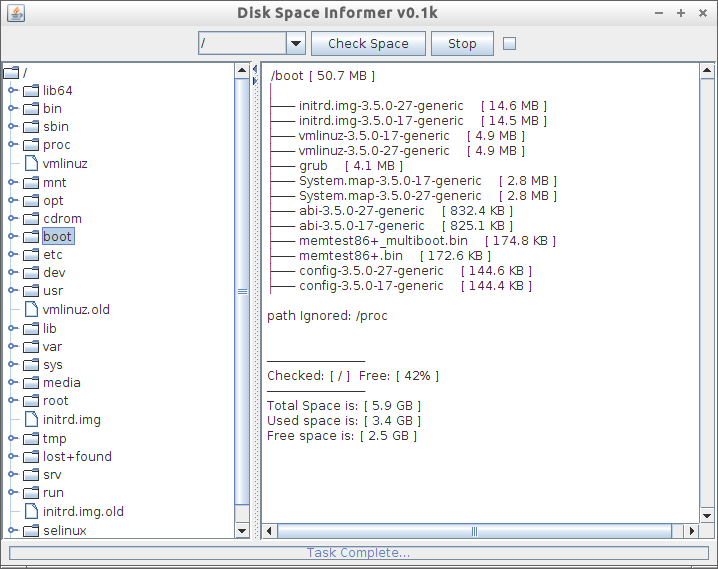 Disk Space Informer v0.1k
/
Check Space
Stop
/
lib64
bin
sbin
proc
vmlinuz
mnt
opt
cdrom
boot
etc
dev
usr
vmlinuz.old
lib
var
sys
media
root
initrd.img
tmp
lost+found
srv
run
initrd.img.old
selinux
/boot [ 50.7 MB ]
initrd.img-3.5.0-27-generic [ 14.6 MB ]
initrd.img-3.5.0-17-generic [ 14.5 MB ]
vmlinuz-3.5.0-17-generic [ 4.9 MB ]
vmlinuz-3.5.0-27-generic [ 4.9 MB ]
grub [ 4.1 MB ]
System.map-3.5.0-17-generic [ 2.8 MB ]
System.map-3.5.0-27-generic [ 2.8 MB ]
abi-3.5.0-27-generic [ 832.4 KB ]
abi-3.5.0-17-generic [ 825.1 KB ]
memtest86+_multiboot.bin [ 174.8 KB ]
memtest86+.bin [ 172.6 KB ]
config-3.5.0-27-generic [ 144.6 KB ]
config-3.5.0-17-generic [ 144.4 KB ]
path Ignored: /proc
Checked: [ / ] Free: [ 42% ]
Total Space is: [ 5.9 GB ]
Used space is: [ 3.4 GB ]
Free space is: [ 2.5 GB ]
Task Complete...